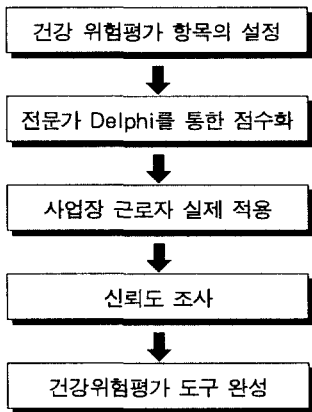 건강 위험평가 항목의 설정
전문가 Delphi를 통한 점수화
사업장 근로자 실제 적용
신뢰도 조사
건강위험평가 도구 완성